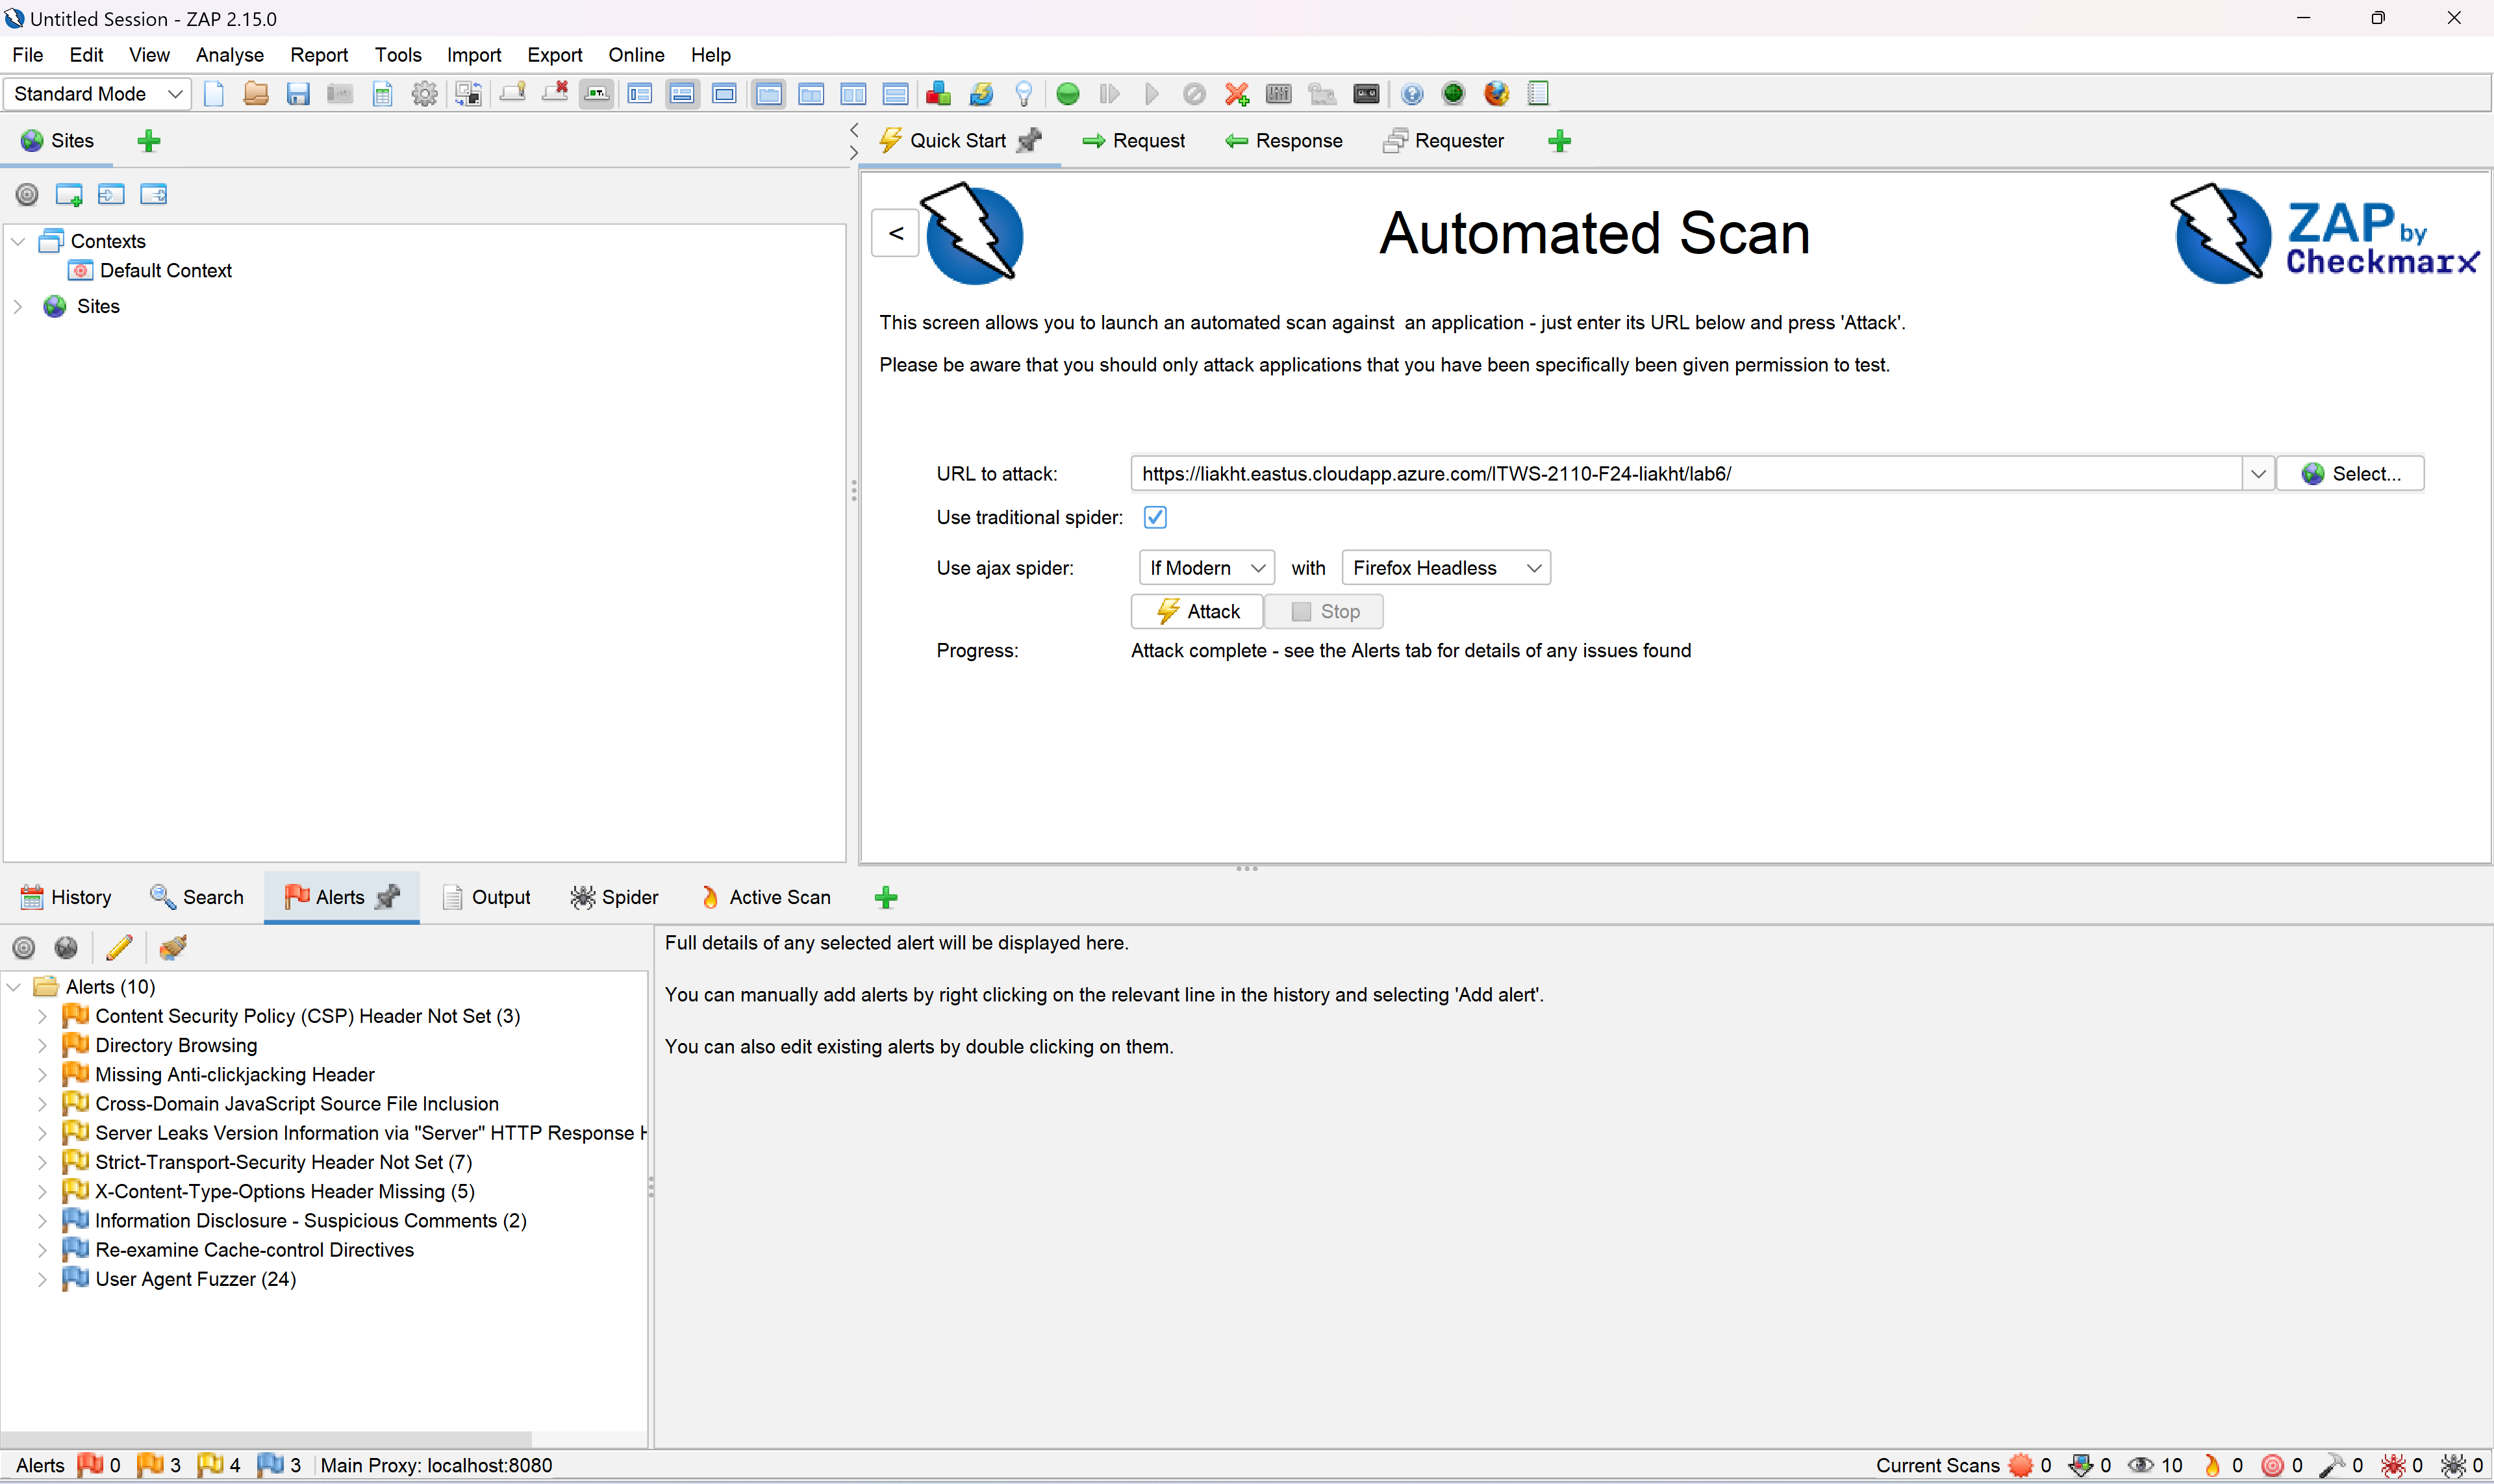 Untitled Session - ZAP 2.15.0
File Edit View Analyse Report Tools Import Export Online Help
Standard Mode
Sites
Quick Start Request Response Requester
Contexts
Default Context
Sites
<
Automated Scan
ZAP by
Checkmarx
This screen allows you to launch an automated scan against  an application - just enter its URL below and press 'Attack'.
Please be aware that you should only attack applications that you have been specifically been given permission to test.
URL to attack: https://liakht.eastus.cloudapp.azure.com/ITWS-2110-F24-liakht/lab6/ Select...
Use traditional spider:
Use ajax spider: If Modern with Firefox Headless
Attack Stop
Progress: Attack complete - see the Alerts tab for details of any issues found
History Search Alerts Output Spider Active Scan
Alerts (10)
Content Security Policy (CSP) Header Not Set (3)
Directory Browsing
Missing Anti-clickjacking Header
Cross-Domain JavaScript Source File Inclusion
Server Leaks Version Information via "Server" HTTP Response
Strict-Transport-Security Header Not Set (7)
X-Content-Type-Options Header Missing (5)
Information Disclosure - Suspicious Comments (2)
Re-examine Cache-control Directives
User Agent Fuzzer (24)
Full details of any selected alert will be displayed here.
You can manually add alerts by right clicking on the relevant line in the history and selecting 'Add alert'.
You can also edit existing alerts by double clicking on them.
Alerts 0 3 4 3 Main Proxy: localhost:8080
Current Scans 0 0 10 0 0 0 0 0